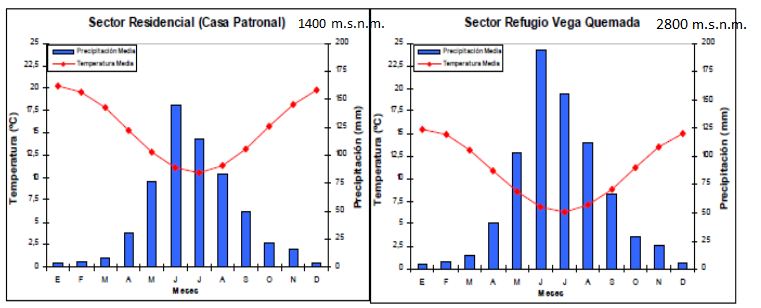 Sector Residencial (Casa Patronal) 1400 m.s.n.m.
Precipitación Media
Temperatura Media
Temperatura (ºC)
25
22,5
20
17,5
15
12,5
10
7,5
5
2,5
0
Precipitación (mm)
200
175
150
125
100
75
50
25
0
E F M A M J J A S O N D
Meses
Sector Refugio Vega Quemada 2800 m.s.n.m.
Precipitación Media
Temperatura Media
Temperatura (ºC)
25
22,5
20
17,5
15
12,5
10
7,5
5
2,5
0
Precipitación (mm)
200
175
150
125
100
75
50
25
0
E F M A M J J A S O N D
Meses